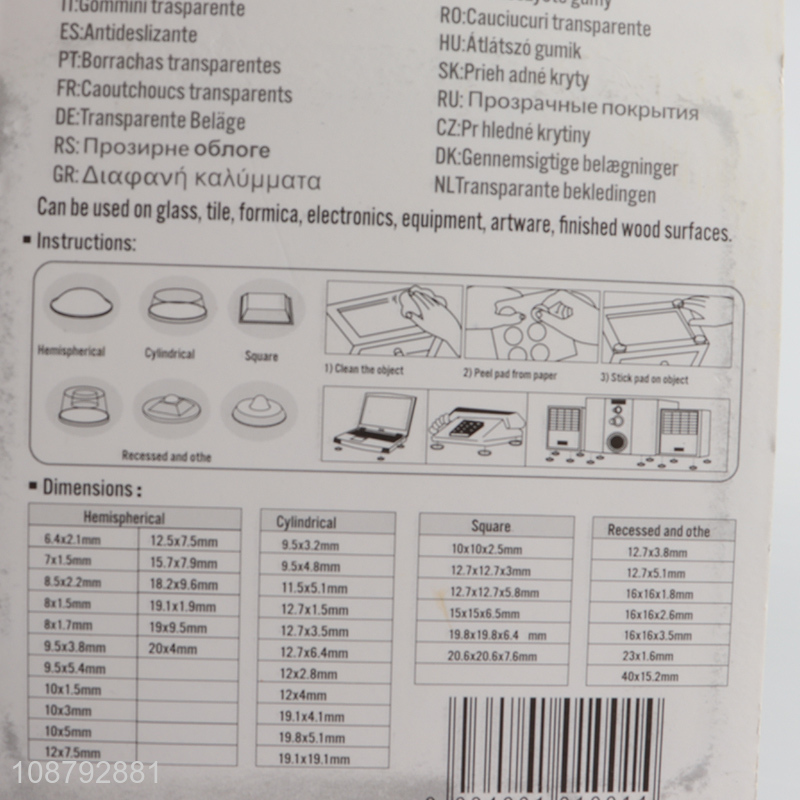 IT:Gommini trasparente
ES:Antideslizante
PT:Borrachas transparentes
FR:Caoutchoucs transparents
DE:Transparente Beläge
RS: Прозирне облоге
GR: Διαφανή καλύμματα
gumy
RO:Cauciucuri transparente
HU:Átlátszó gumik
SK:Prieh adné kryty
RU: Прозрачные покрытия
CZ:Pr hledné krytiny
DK:Gennemsigtige belægninger
NLTransparante bekledingen
Can be used on glass, tile, formica, electronics, equipment, artware, finished wood surfaces.
▪ Instructions:
Hemispherical
Cylindrical
Square
Recessed and othe
1) Clean the object
2) Peel pad from paper
3) Stick pad on object
▪ Dimensions :
Hemispherical
6.4x2.1mm 12.5x7.5mm
7x1.5mm 15.7x7.9mm
8.5x2.2mm 18.2x9.6mm
8x1.5mm 19.1x1.9mm
8x1.7mm 19x9.5mm
9.5x3.8mm 20x4mm
9.5x5.4mm
10x1.5mm
10x3mm
10x5mm
12x7.5mm
Cylindrical
9.5x3.2mm
9.5x4.8mm
11.5x5.1mm
12.7x1.5mm
12.7x3.5mm
12.7x6.4mm
12x2.8mm
12x4mm
19.1x4.1mm
19.8x5.1mm
19.1x19.1mm
Square
10x10x2.5mm
12.7x12.7x3mm
12.7x12.7x5.8mm
15x15x6.5mm
19.8x19.8x6.4 mm
20.6x20.6x7.6mm
Recessed and othe
12.7x3.8mm
12.7x5.1mm
16x16x1.8mm
16x16x2.6mm
16x16x3.5mm
23x1.6mm
40x15.2mm
108792881